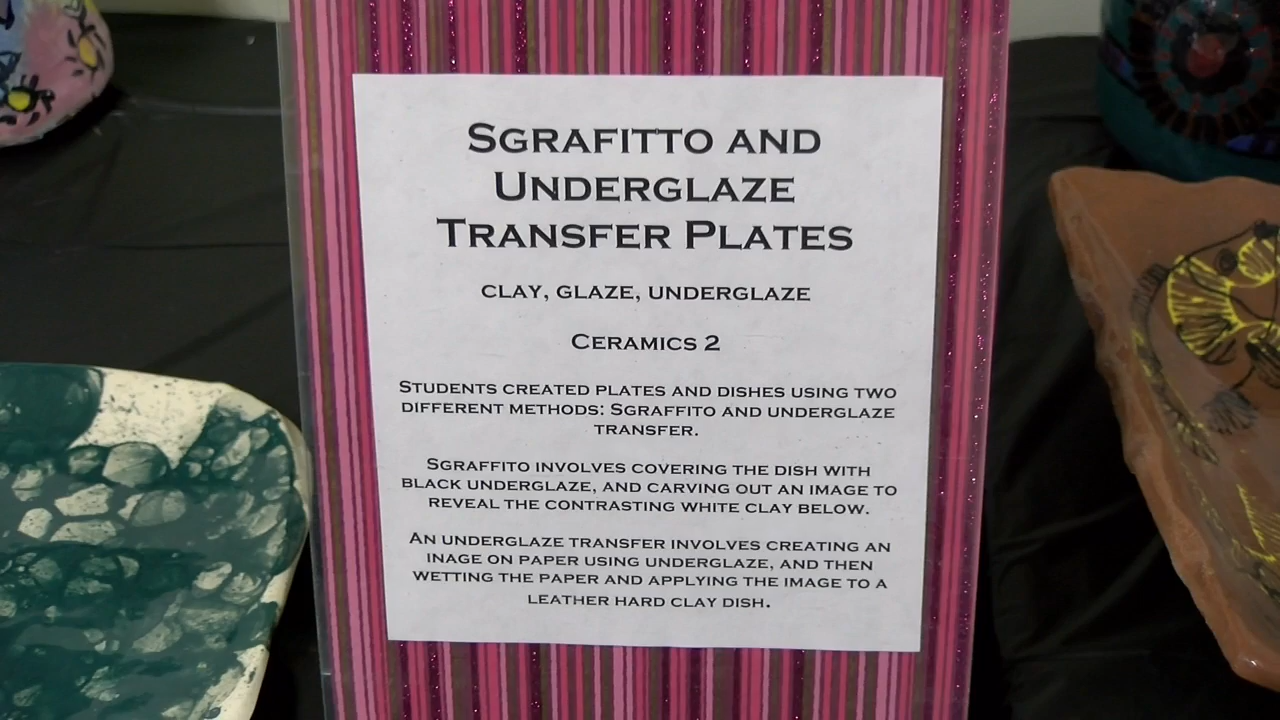 SGRAFITTO AND
UNDERGLAZE
TRANSFER PLATES
CLAY, GLAZE, UNDERGLAZE
CERAMICS 2
STUDENTS CREATED PLATES AND DISHES USING TWO
DIFFERENT METHODS: SGRAFFITO AND UNDERGLAZE
TRANSFER.
SGRAFFITO INVOLVES COVERING THE DISH WITH
BLACK UNDERGLAZE, AND CARVING OUT AN IMAGE TO
REVEAL THE CONTRASTING WHITE CLAY BELOW.
AN UNDERGLAZE TRANSFER INVOLVES CREATING AN
INAGE ON PAPER USING UNDERGLAZE, AND THEN
WETTING THE PAPER AND APPLYING THE IMAGE TO A
LEATHER HARD CLAY DISH.